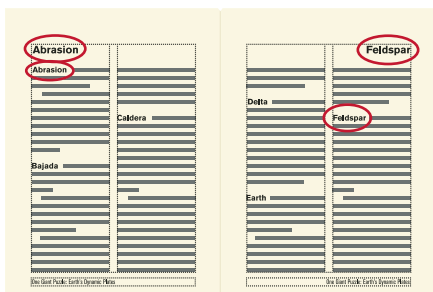 Abrasion
Abrasion
Bajada
Caldera
One Giant Puzzle: Earth's Dynamic Plates
Feldspar
Delta
Earth
Feldspar
One Giant Puzzle: Earth's Dynamic Plates